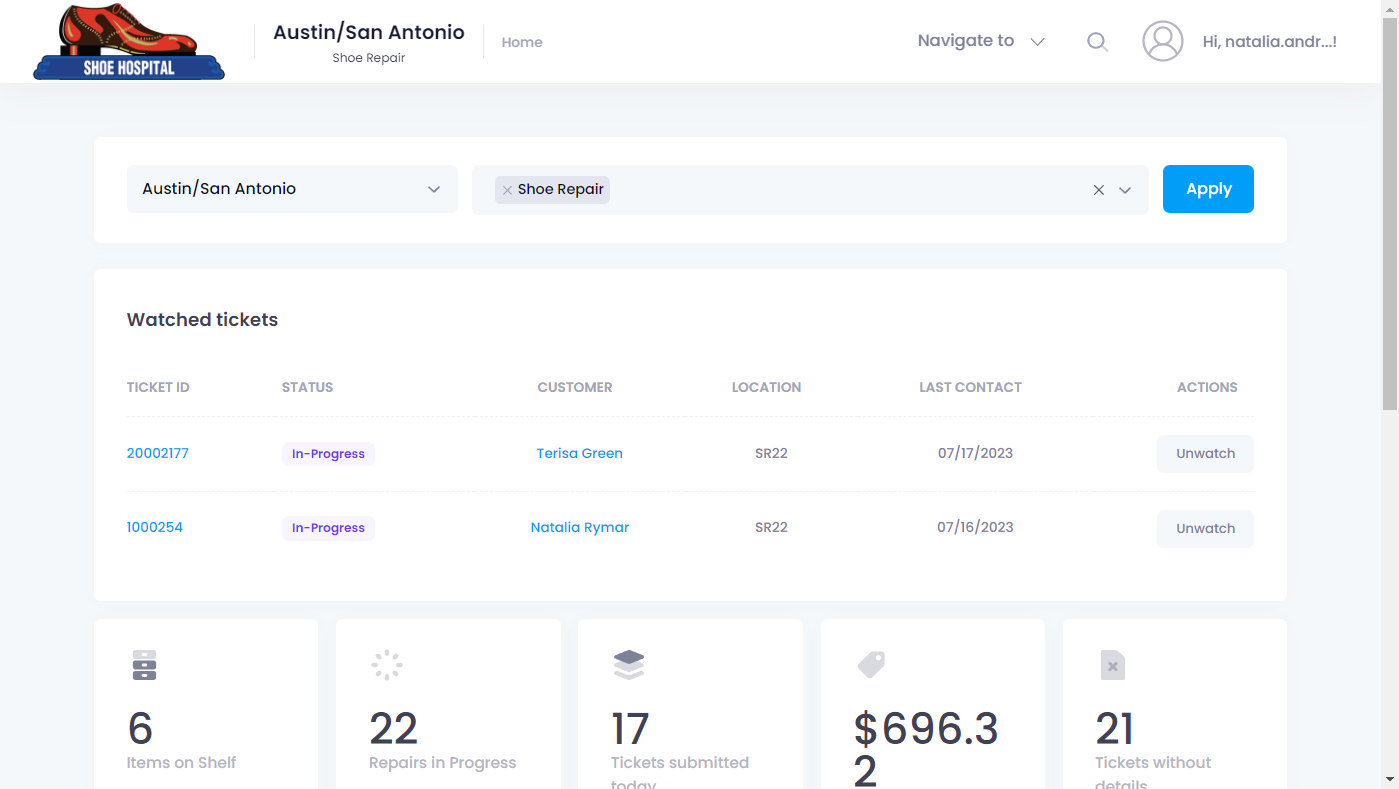 SHOE HOSPITAL
Austin/San Antonio
Shoe Repair
Home
Navigate to
Hi, natalia.andr...!
Austin/San Antonio
Shoe Repair
Apply
Watched tickets
TICKET ID STATUS CUSTOMER LOCATION LAST CONTACT ACTIONS
20002177 In-Progress Terisa Green SR22 07/17/2023 Unwatch
1000254 In-Progress Natalia Rymar SR22 07/16/2023 Unwatch
6
Items on Shelf
22
Repairs in Progress
17
Tickets submitted
today
$696.3
2
21
Tickets without
details